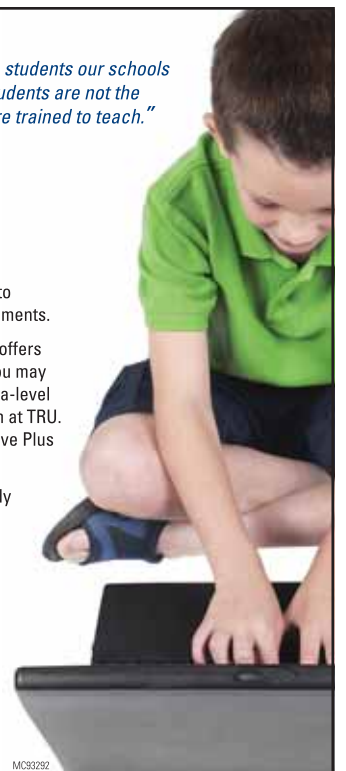 students our schools
udents are not the
re trained to teach."
to
ments.
offers
ou may
a-level
n at TRU.
ve Plus
ly
MC93292